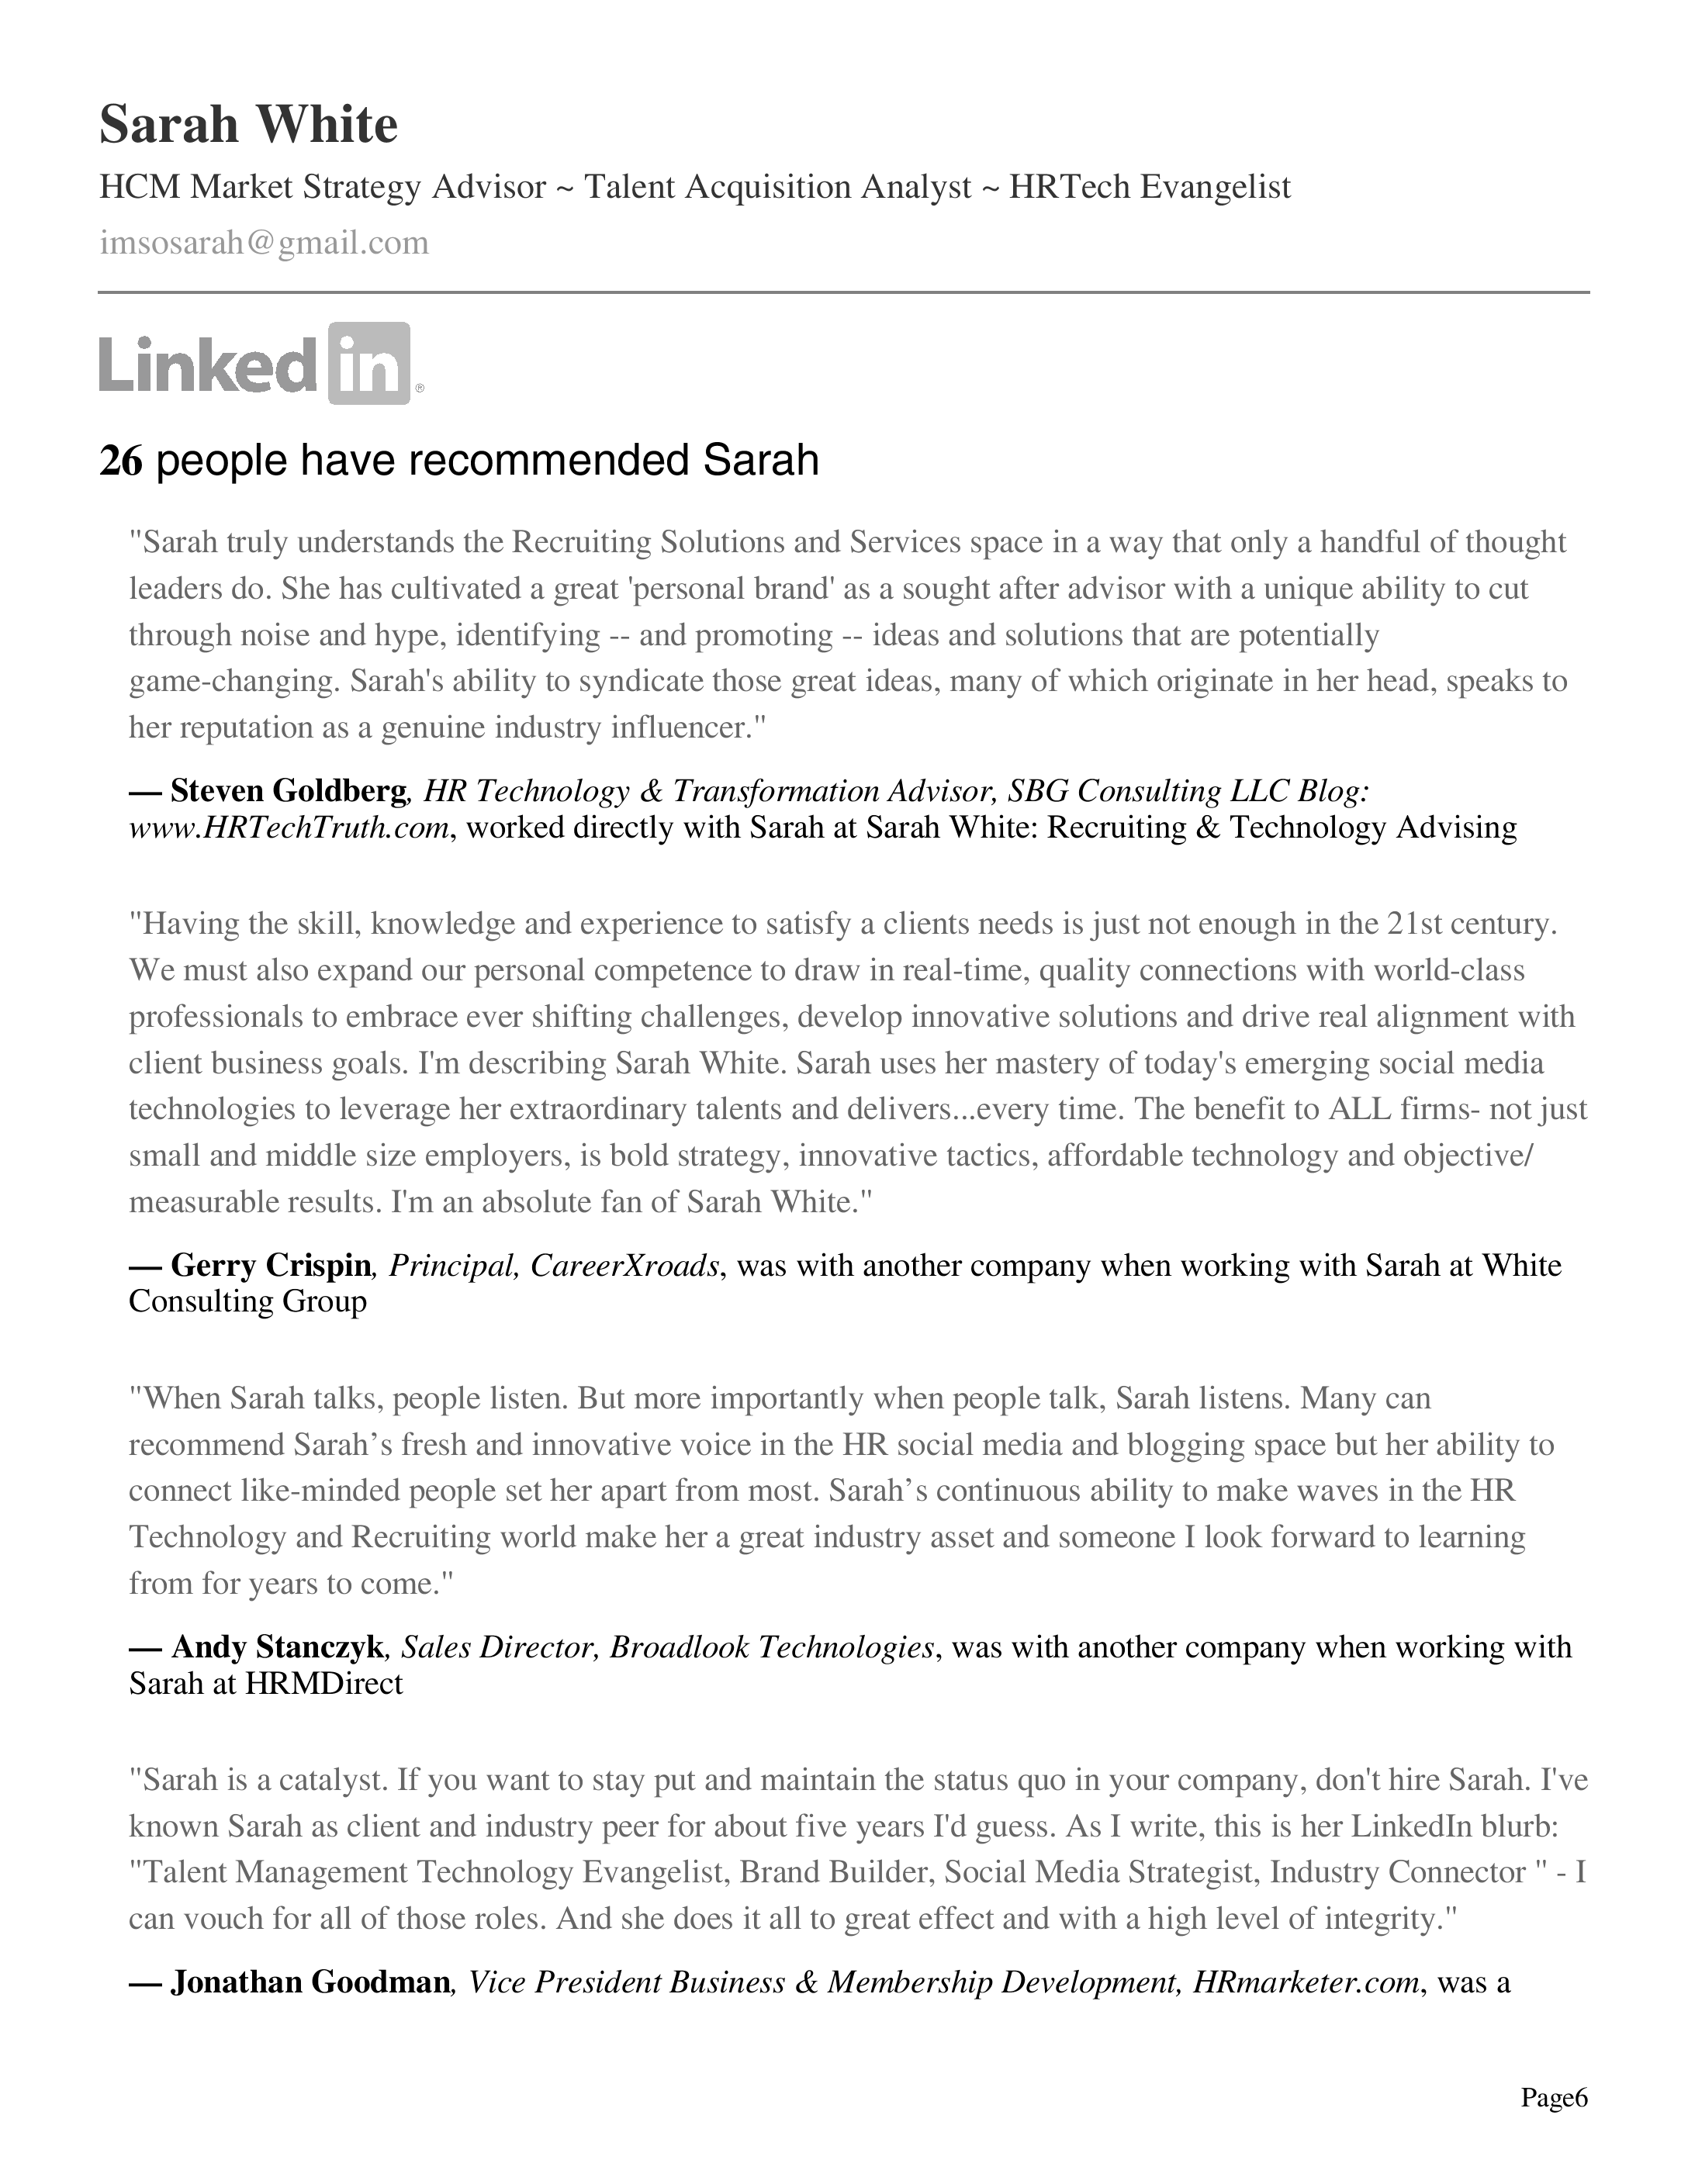 Sarah White
HCM Market Strategy Advisor ~ Talent Acquisition Analyst ~ HRTech Evangelist
imsosarah@gmail.com
Linked in ®
26 people have recommended Sarah
"Sarah truly understands the Recruiting Solutions and Services space in a way that only a handful of thought
leaders do. She has cultivated a great 'personal brand' as a sought after advisor with a unique ability to cut
through noise and hype, identifying -- and promoting -- ideas and solutions that are potentially
game-changing. Sarah's ability to syndicate those great ideas, many of which originate in her head, speaks to
her reputation as a genuine industry influencer."
— Steven Goldberg, HR Technology & Transformation Advisor, SBG Consulting LLC Blog:
www.HRTechTruth.com, worked directly with Sarah at Sarah White: Recruiting & Technology Advising
"Having the skill, knowledge and experience to satisfy a clients needs is just not enough in the 21st century.
We must also expand our personal competence to draw in real-time, quality connections with world-class
professionals to embrace ever shifting challenges, develop innovative solutions and drive real alignment with
client business goals. I'm describing Sarah White. Sarah uses her mastery of today's emerging social media
technologies to leverage her extraordinary talents and delivers...every time. The benefit to ALL firms- not just
small and middle size employers, is bold strategy, innovative tactics, affordable technology and objective/
measurable results. I'm an absolute fan of Sarah White."
— Gerry Crispin, Principal, CareerXroads, was with another company when working with Sarah at White
Consulting Group
"When Sarah talks, people listen. But more importantly when people talk, Sarah listens. Many can
recommend Sarah’s fresh and innovative voice in the HR social media and blogging space but her ability to
connect like-minded people set her apart from most. Sarah’s continuous ability to make waves in the HR
Technology and Recruiting world make her a great industry asset and someone I look forward to learning
from for years to come."
— Andy Stanczyk, Sales Director, Broadlook Technologies, was with another company when working with
Sarah at HRMDirect
"Sarah is a catalyst. If you want to stay put and maintain the status quo in your company, don't hire Sarah. I've
known Sarah as client and industry peer for about five years I'd guess. As I write, this is her LinkedIn blurb:
"Talent Management Technology Evangelist, Brand Builder, Social Media Strategist, Industry Connector " - I
can vouch for all of those roles. And she does it all to great effect and with a high level of integrity."
— Jonathan Goodman, Vice President Business & Membership Development, HRmarketer.com, was a
Page6